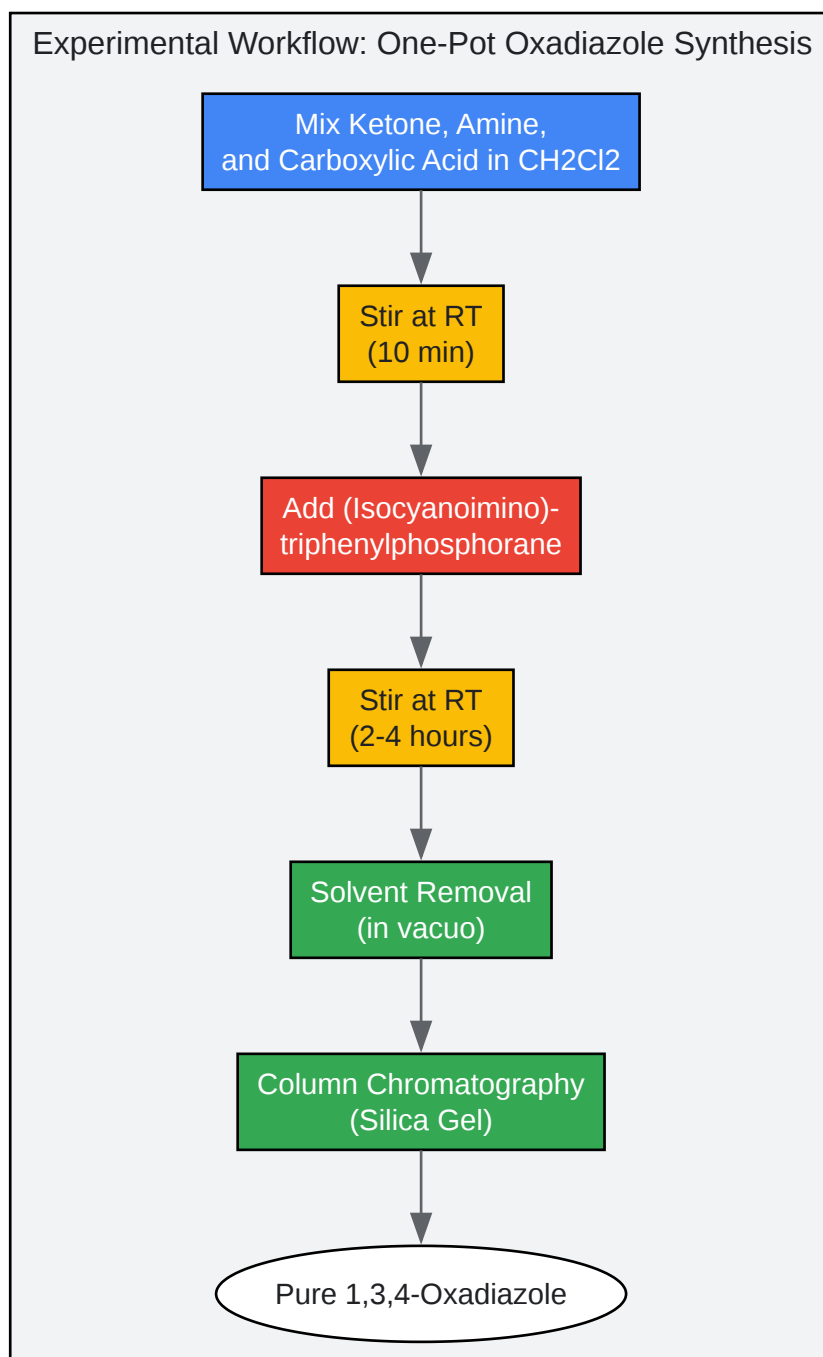 Experimental Workflow: One-Pot Oxadiazole Synthesis
Mix Ketone, Amine,
and Carboxylic Acid in CH2Cl2
Stir at RT
(10 min)
Add (Isocyanoimino)-
triphenylphosphorane
Stir at RT
(2-4 hours)
Solvent Removal
(in vacuo)
Column Chromatography
(Silica Gel)
Pure 1,3,4-Oxadiazole